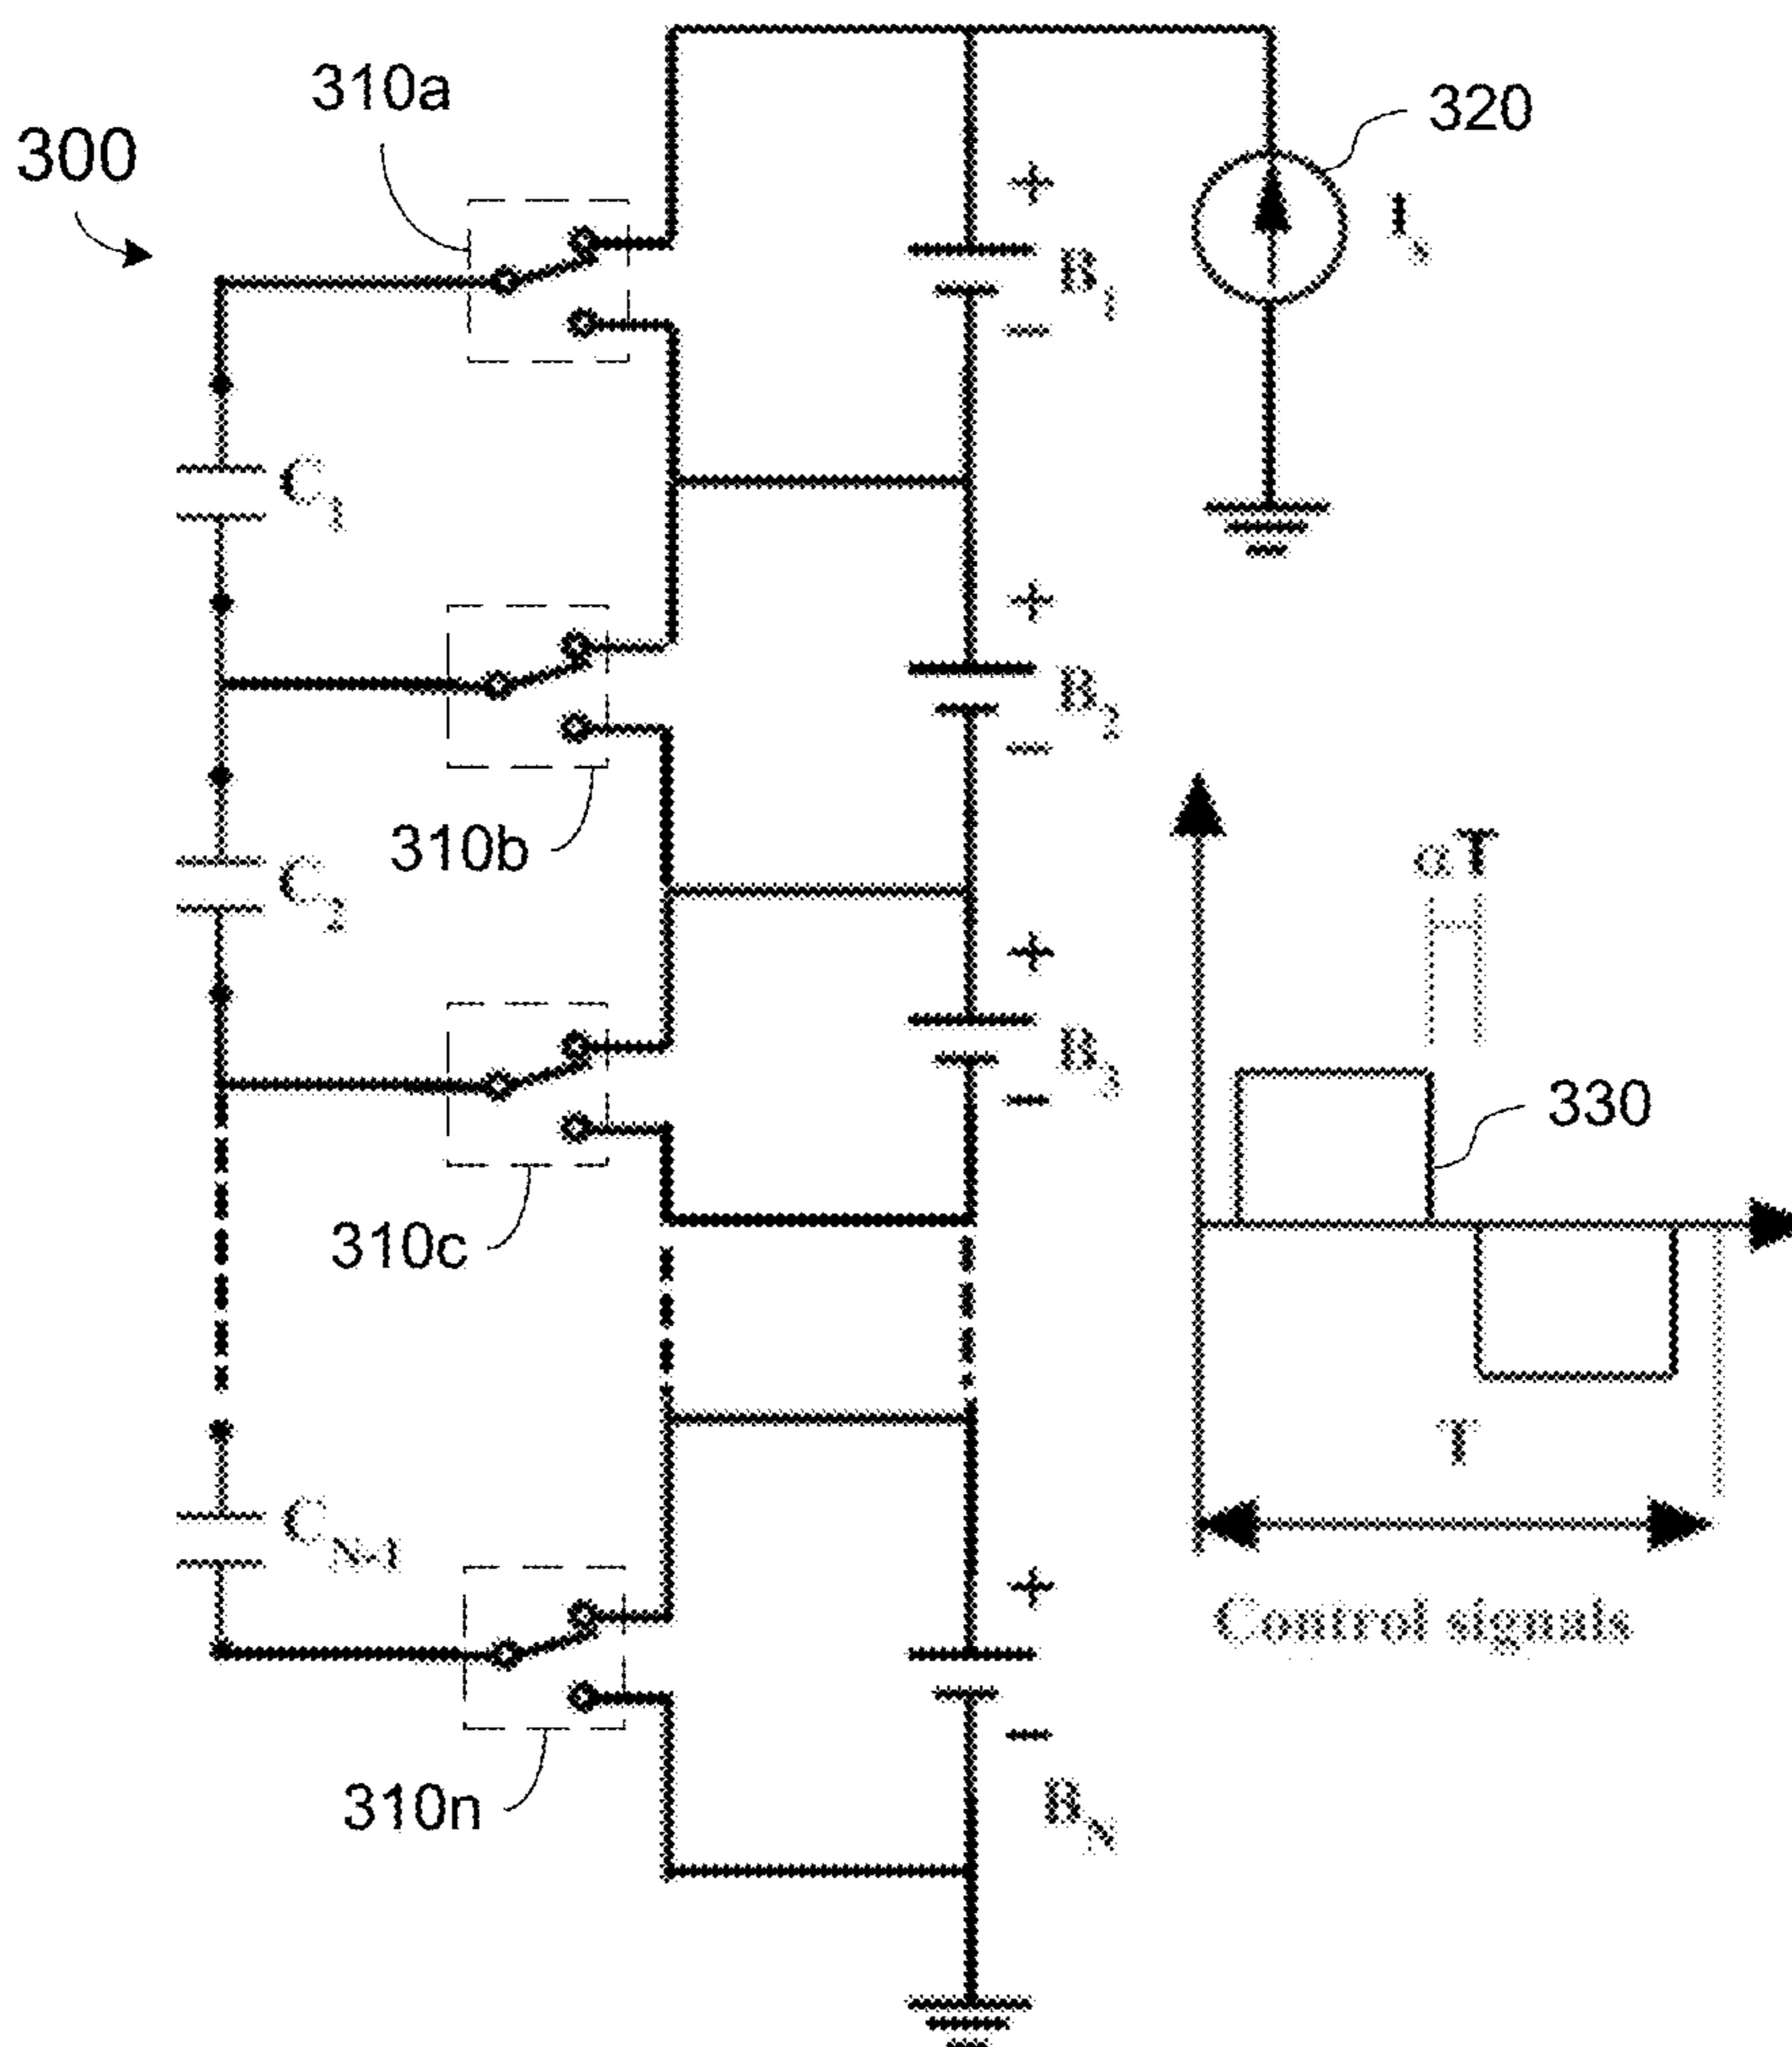 300
310a
320
+
B1
−
Is
C1
+
B2
−
310b
C2
αT
+
B3
−
330
310c
T
CN-1
+
−
BN
Control signals
310n